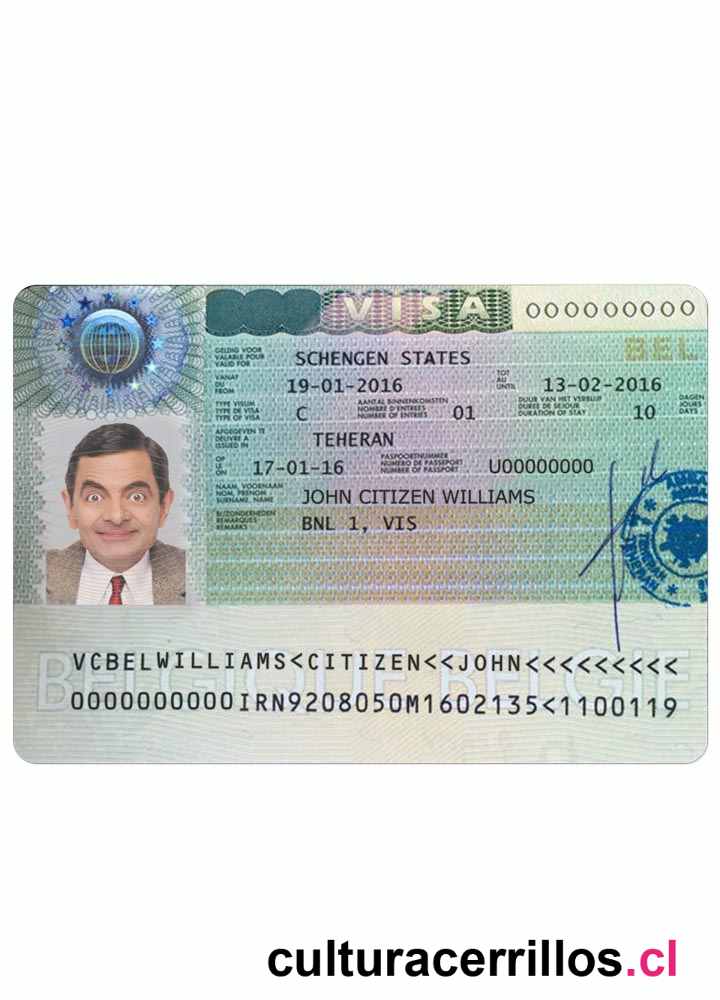 VISA 000000000
BEL
GELDIG VOOR
VALABLE POUR
VALID FOR
SCHENGEN STATES
VANAF
DU
FROM
19-01-2016
TOT
AU
UNTIL
13-02-2016
TYPE VISUM
TYPE DE VISA
TYPE OF VISA
C
AANTAL BINNENKOMSTEN
NOMBRE D'ENTREES
NUMBER OF ENTRIES
01
DUUR VAN HET VERBLIJF
DUREE DE SEJOUR
DURATION OF STAY
10
DAGEN
JOURS
DAYS
AFGEGEVEN TE
DELIVRE A
ISSUED IN
TEHERAN
OP
LE
ON
17-01-16
PASPOORTNUMMER
NUMERO DE PASSEPORT
NUMBER OF PASSPORT
U00000000
NAAM, VOORNAAM
NOM, PRENOM
SURNAME, NAME
JOHN CITIZEN WILLIAMS
BIJZONDERHEDEN
REMARQUES
REMARKS
BNL 1, VIS
BELGIQUE BELGIE
VCBELWILLIAMS<CITIZEN<<JOHN<<<<<<<<<
0000000000IRN9208050M1602135<1100119
culturacerrillos.cl